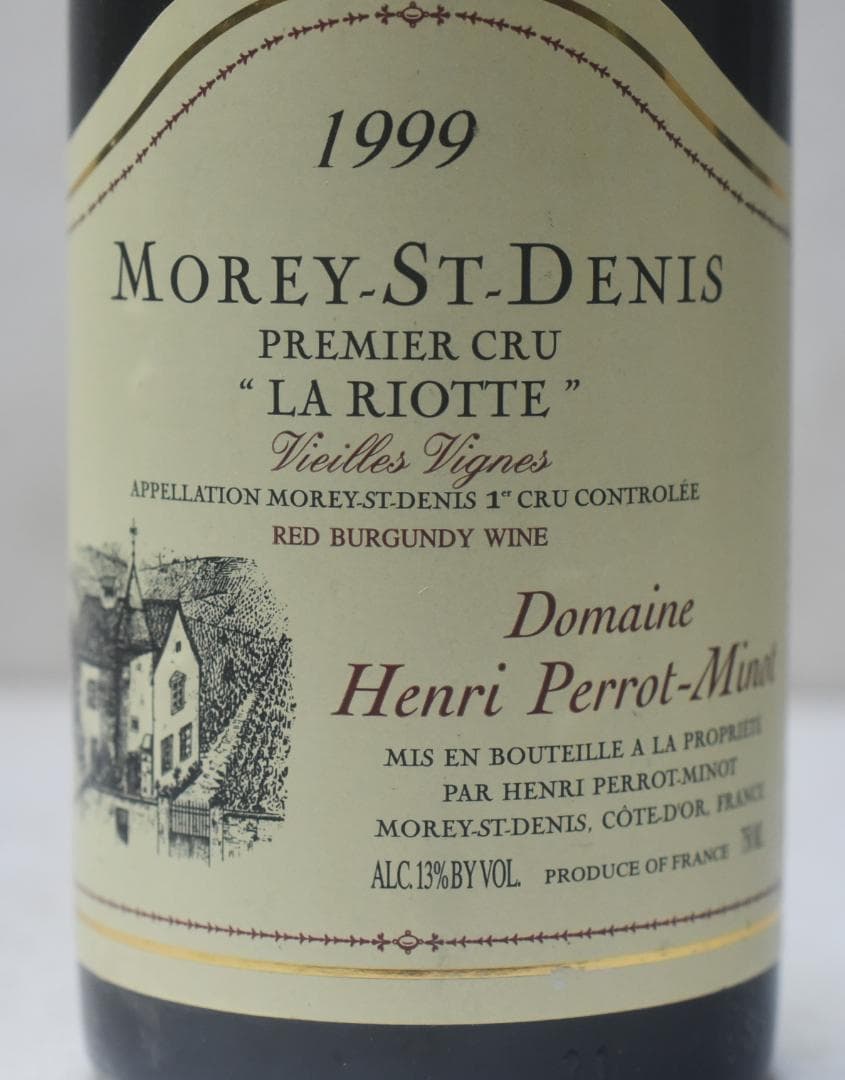 1999
MOREY-ST-DENIS
PREMIER CRU
“ LA RIOTTE ”
Vieilles Vignes
APPELLATION MOREY-ST-DENIS 1er CRU CONTROLÉE
RED BURGUNDY WINE
Domaine
Henri Perrot-Minot
MIS EN BOUTEILLE A LA PROPRIÉTÉ
PAR HENRI PERROT-MINOT
MOREY-ST-DENIS, CÔTE-D'OR, FRANCE
ALC. 13% BY VOL. PRODUCE OF FRANCE